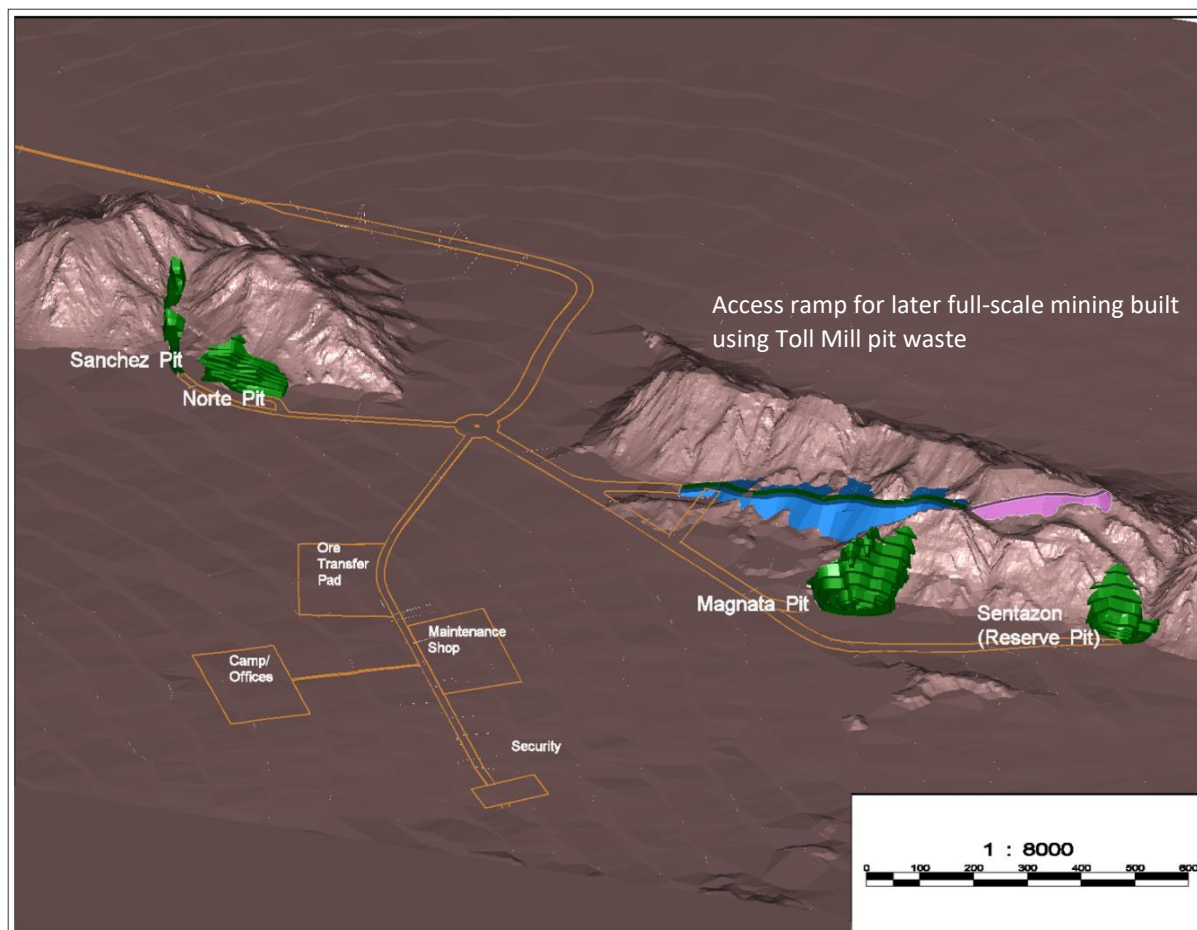 Access ramp for later full-scale mining built
using Toll Mill pit waste
Sanchez Pit
Norte Pit
Ore
Transfer
Pad
Magnata Pit
Sentazon
(Reserve Pit)
Maintenance
Shop
Camp/
Offices
Security
1 : 8000
0 100 200 300 400 500 600